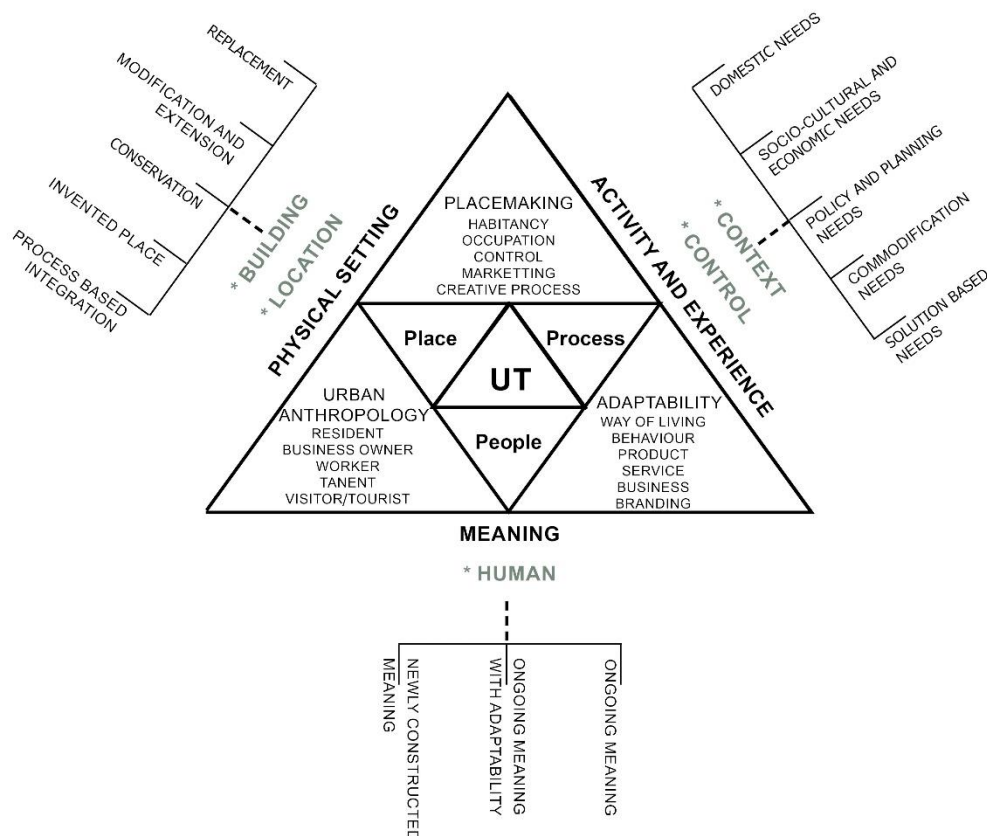 REPLACEMENT
MODIFICATION AND
EXTENSION
CONSERVATION
INVENTED PLACE
PROCESS BASED
INTEGRATION
* BUILDING
* LOCATION
PHYSICAL SETTING
DOMESTIC NEEDS
SOCIO-CULTURAL AND
ECONOMIC NEEDS
POLICY AND PLANNING
NEEDS
COMMODIFICATION
NEEDS
SOLUTION BASED
NEEDS
* CONTEXT
* CONTROL
ACTIVITY AND EXPERIENCE
PLACEMAKING
HABITANCY
OCCUPATION
CONTROL
MARKETTING
CREATIVE PROCESS
Place
Process
UT
People
URBAN
ANTHROPOLOGY
RESIDENT
BUSINESS OWNER
WORKER
TANENT
VISITOR/TOURIST
ADAPTABILITY
WAY OF LIVING
BEHAVIOUR
PRODUCT
SERVICE
BUSINESS
BRANDING
MEANING
* HUMAN
NEWLY CONSTRUCTED
MEANING
ONGOING MEANING
WITH ADAPTABILITY
ONGOING MEANING